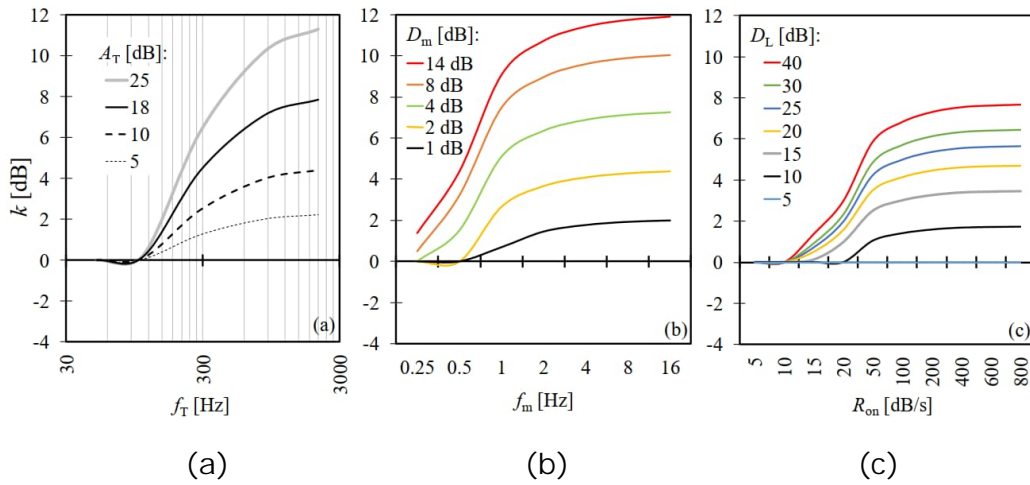 12
10
8
6
4
2
0
-2
-4
k [dB]
A_T [dB]:
25
18
10
5
(a)
30
300
3000
f_T [Hz]
12
10
8
6
4
2
0
-2
-4
D_m [dB]:
14 dB
8 dB
4 dB
2 dB
1 dB
(b)
0.25 0.5 1 2 4 8 16
f_m [Hz]
12
10
8
6
4
2
0
-2
-4
D_L [dB]:
40
30
25
20
15
10
5
(c)
5 10 15 20 50 100 200 400 600 800
R_on [dB/s]
(a) (b) (c)